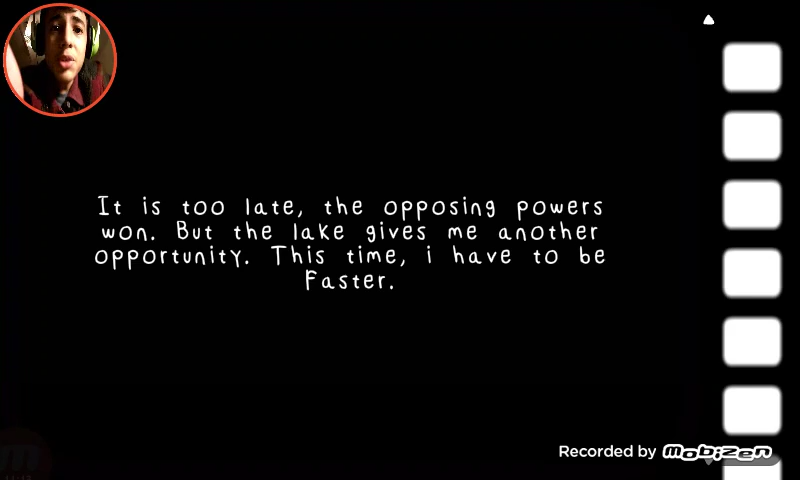 It is too late, the opposing powers
won. But the lake gives me another
opportunity. This time, i have to be
Faster.
Recorded by mobizen